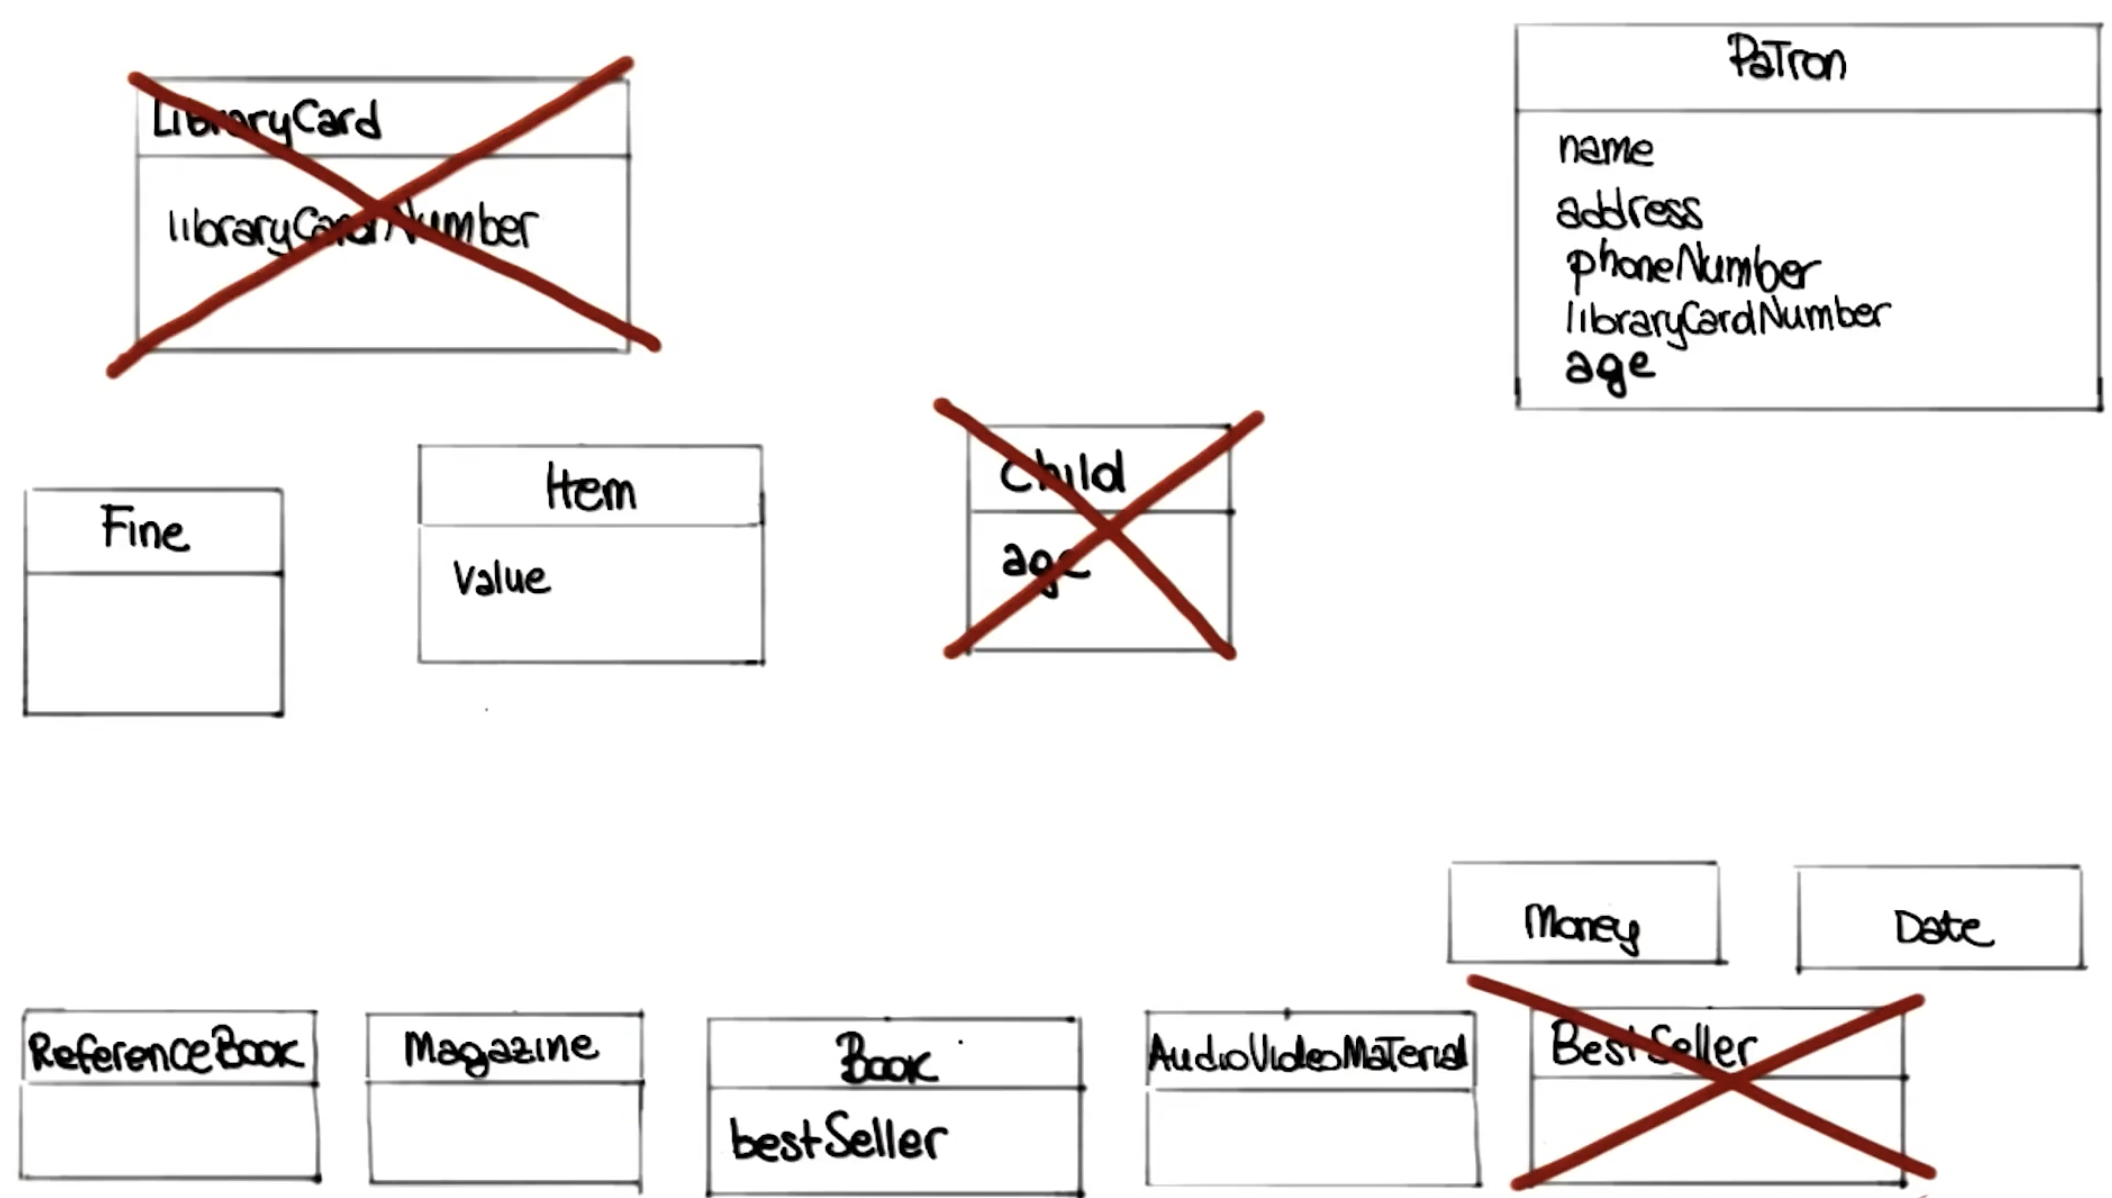 LibraryCard
libraryCardNumber
PaTron
name
address
phoneNumber
libraryCardNumber
age
Fine
Item
Value
Child
age
Money
Date
ReferenceBook
Magazine
Book
bestSeller
AudioVideoMaTerial
BestSeller